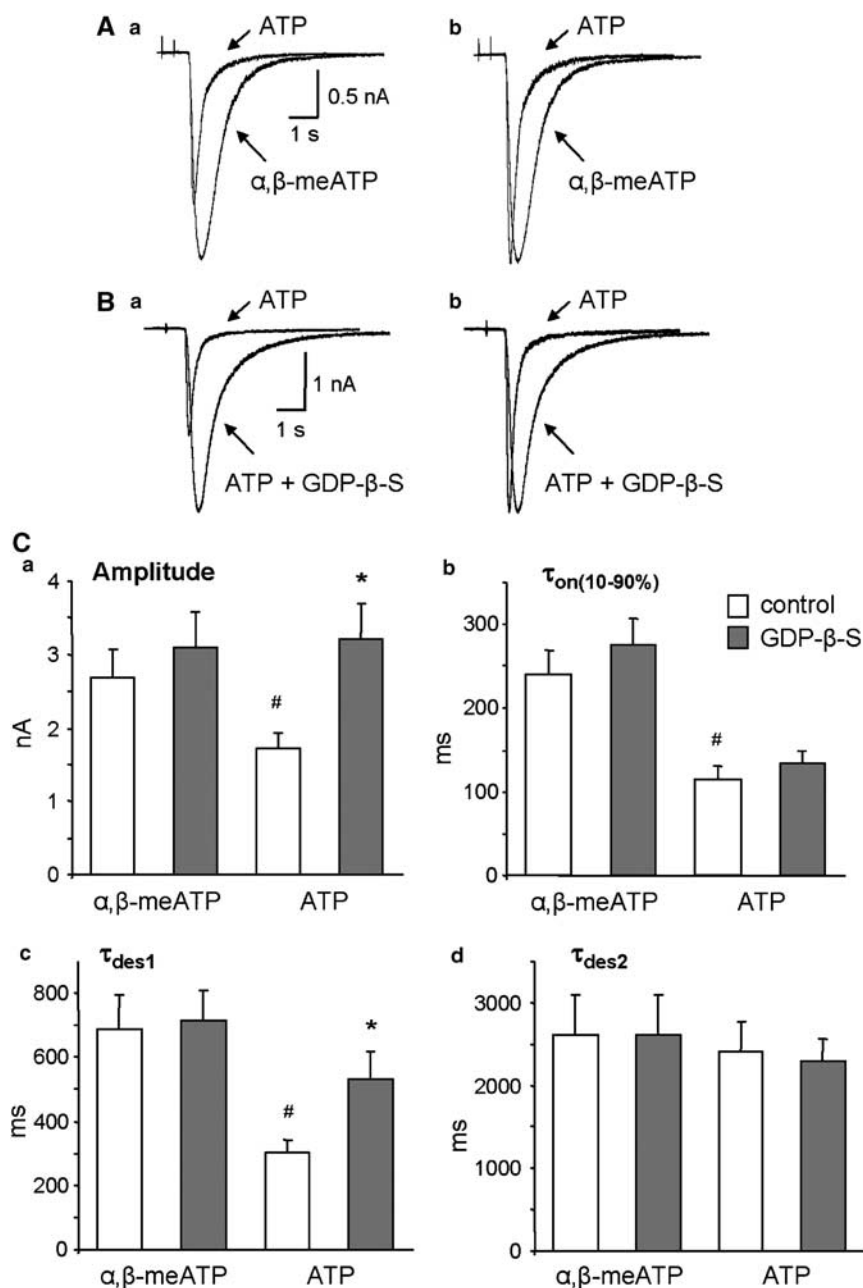 A a ATP b ATP
0.5 nA
1 s
α,β-meATP α,β-meATP
B a ATP b ATP
1 nA
1 s
ATP + GDP-β-S ATP + GDP-β-S
C
a Amplitude b τon(10-90%)
4 *
3
# 
2
1
0
nA
α,β-meATP ATP
300
200
#
100
0
ms
control
GDP-β-S
α,β-meATP ATP
c τdes1 d τdes2
800
600 *
400 #
200
0
ms
α,β-meATP ATP
3000
2000
1000
0
ms
α,β-meATP ATP